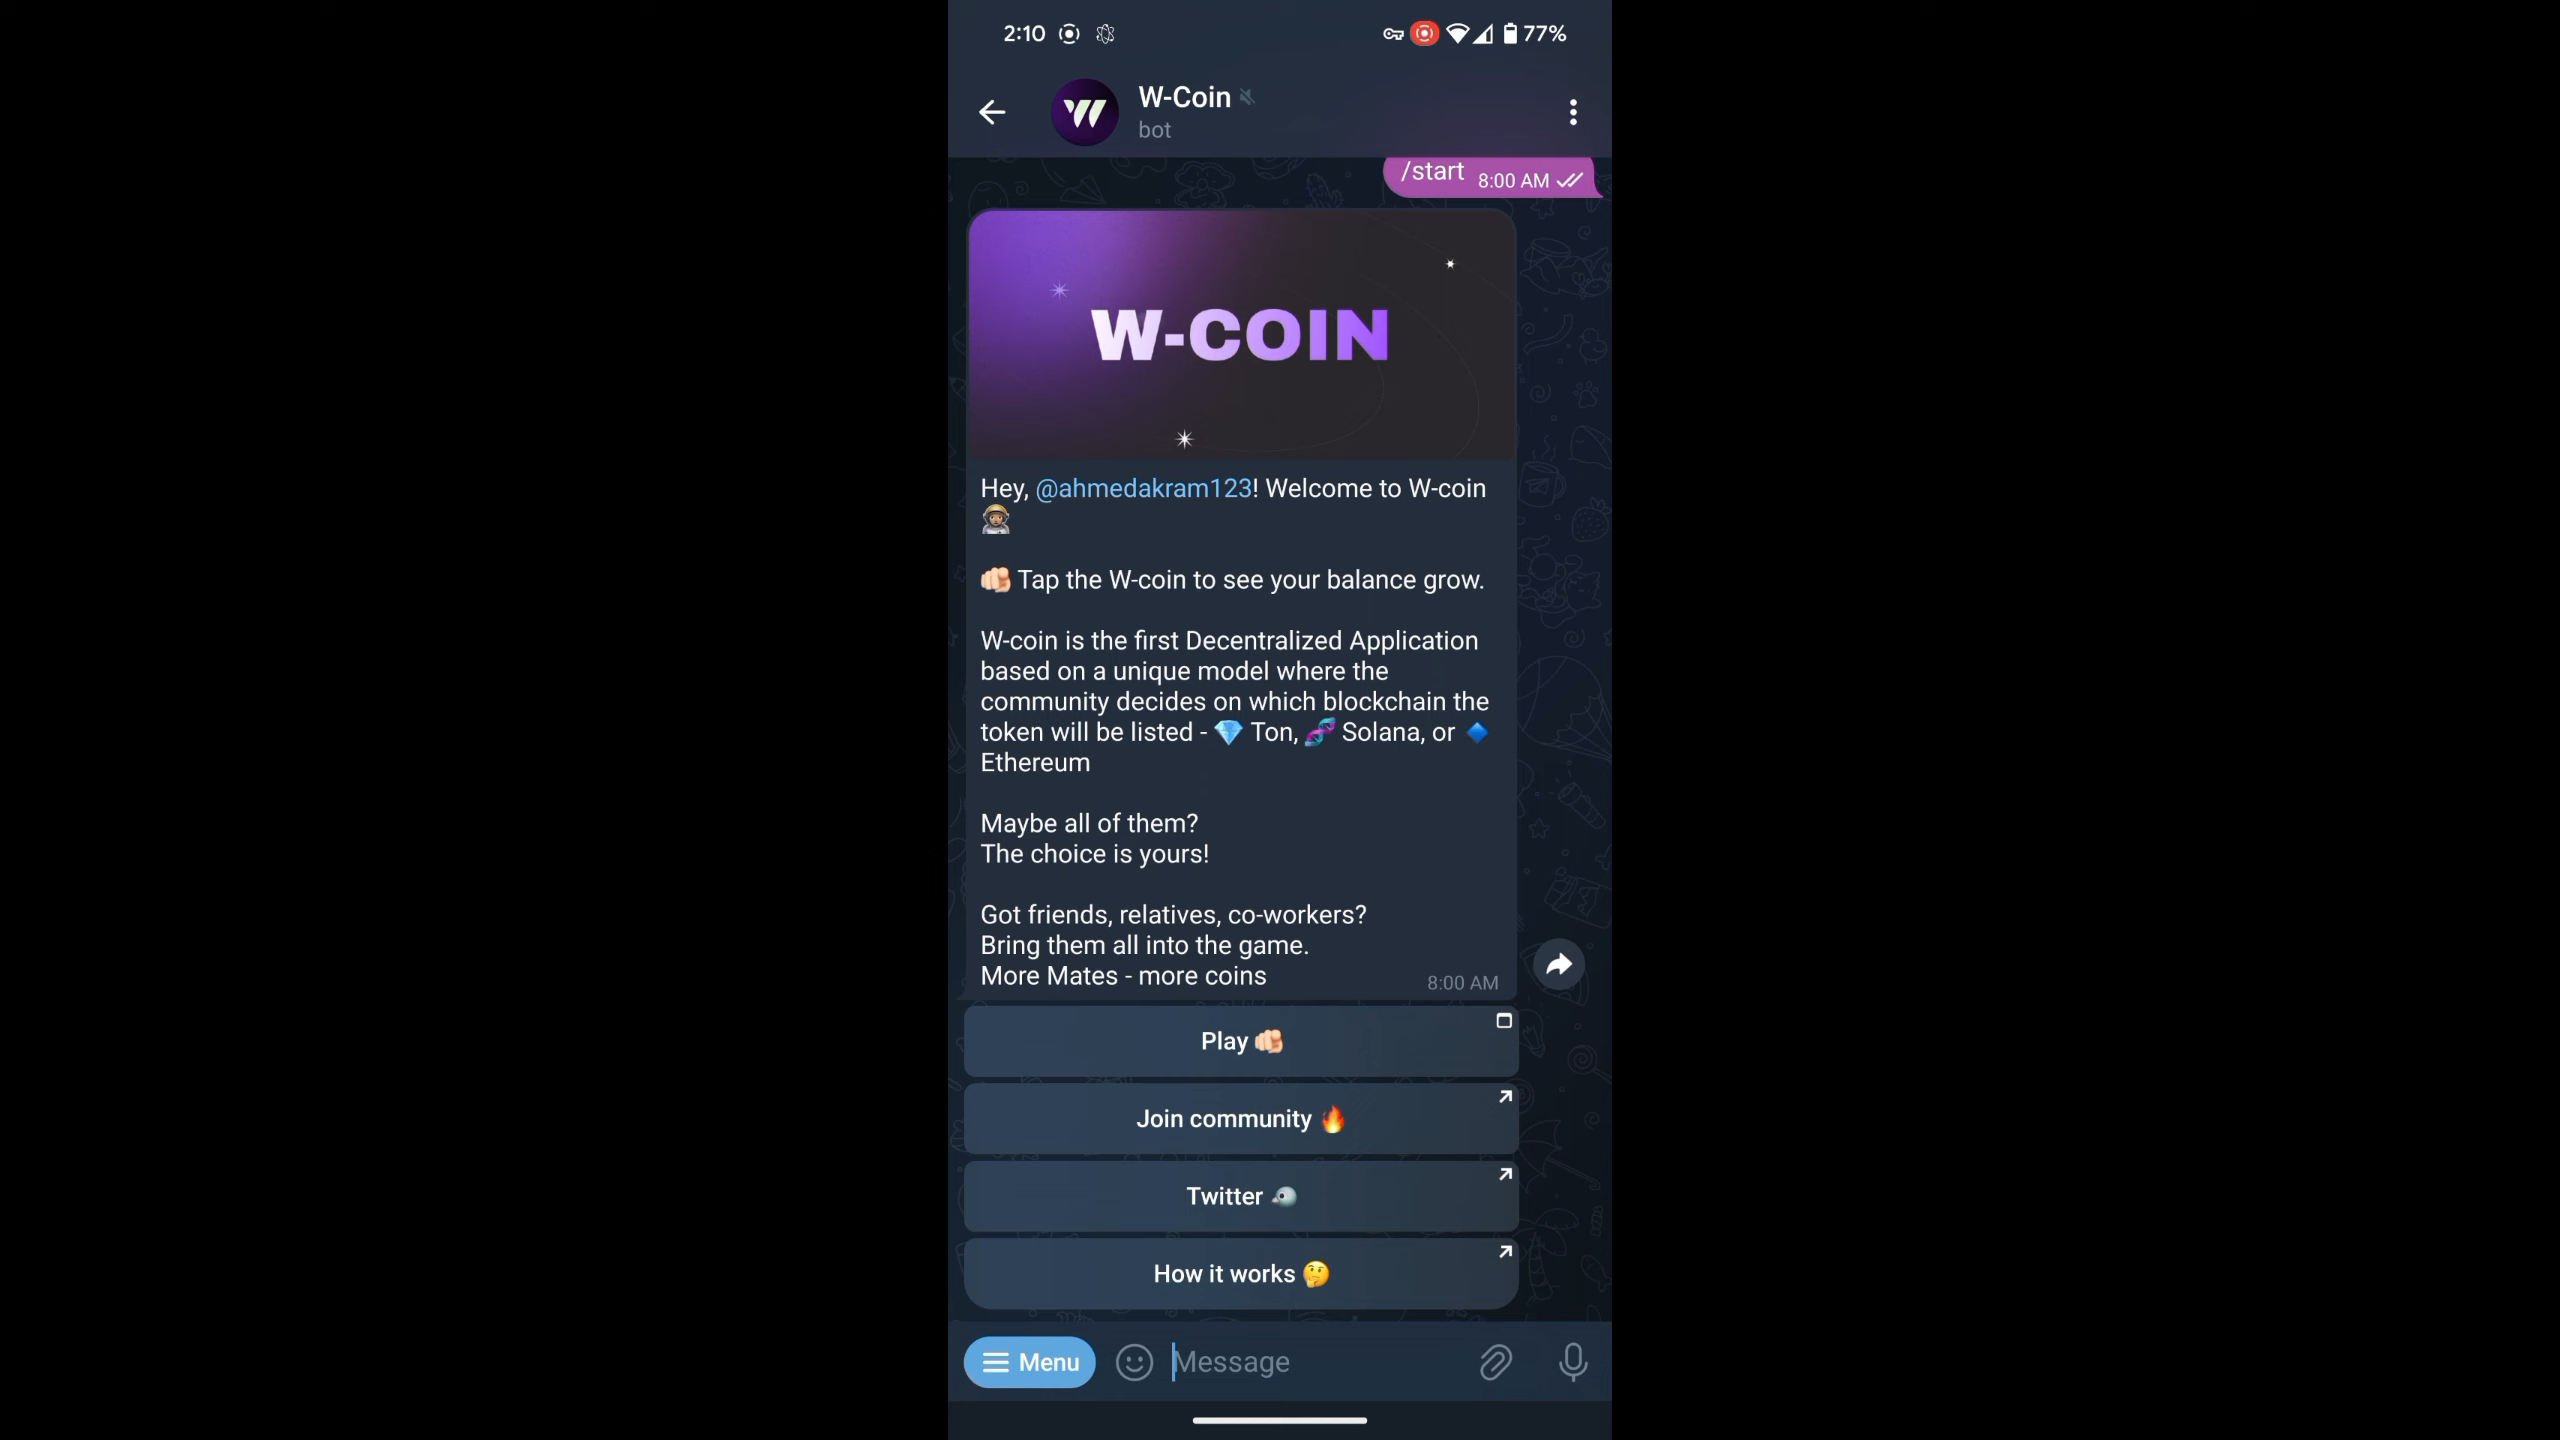 2:10
77%
W-Coin
bot
/start 8:00 AM
W-COIN
Hey, @ahmedakram123! Welcome to W-coin
👨🏽‍🚀
🫵🏻 Tap the W-coin to see your balance grow.
W-coin is the first Decentralized Application
based on a unique model where the
community decides on which blockchain the
token will be listed - 💎 Ton, 🧬 Solana, or 🔹
Ethereum
Maybe all of them?
The choice is yours!
Got friends, relatives, co-workers?
Bring them all into the game.
More Mates - more coins
8:00 AM
Play 🫵🏻
Join community 🔥
Twitter 🐦
How it works 🤔
Menu
Message